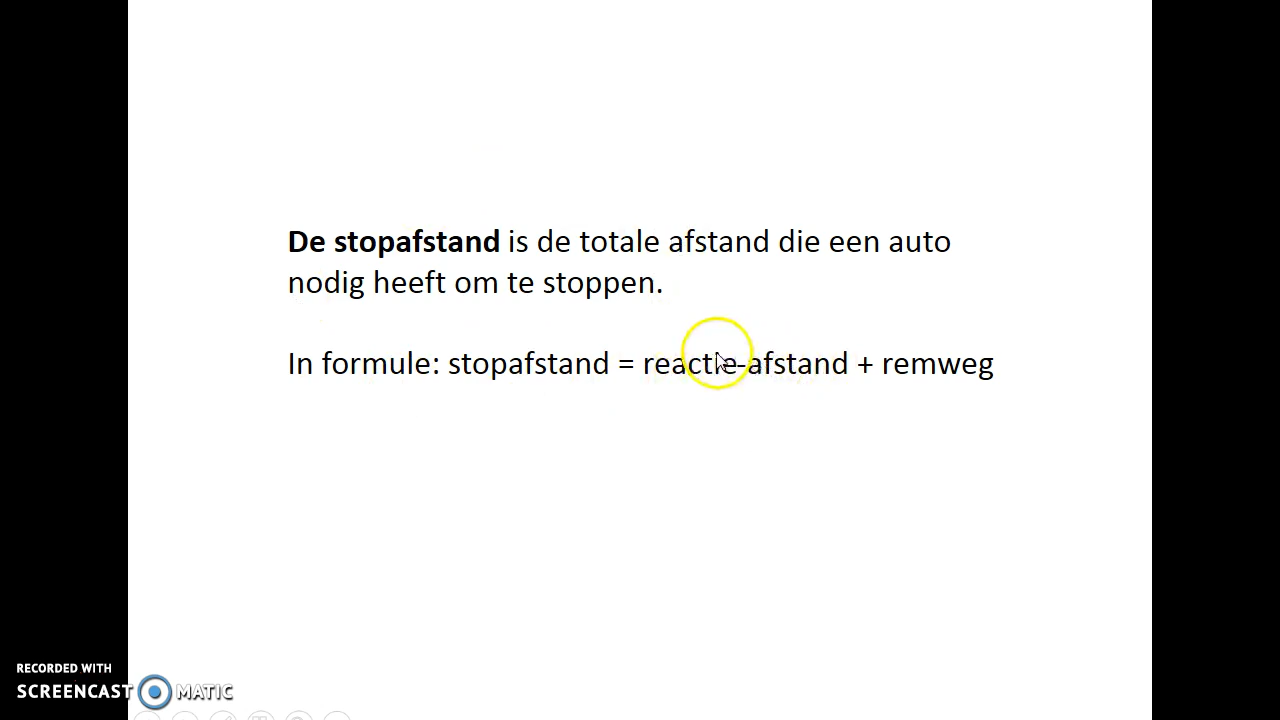 De stopafstand is de totale afstand die een auto
nodig heeft om te stoppen.
In formule: stopafstand = reactie-afstand + remweg
RECORDED WITH
SCREENCAST MATIC